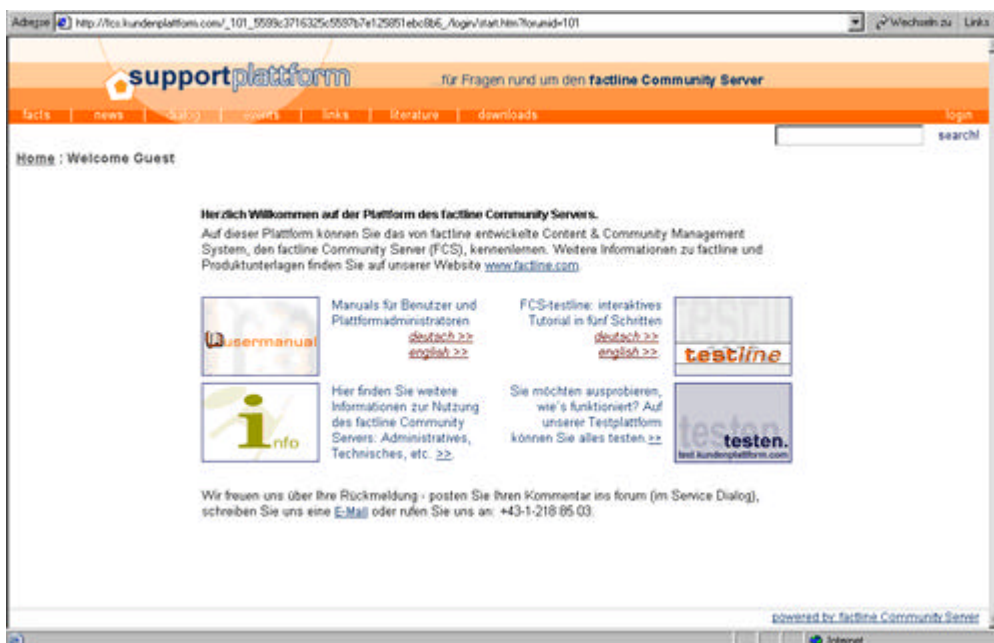 Adresse http://fcs.kundenplattform.com/_101_5599c3716325c5597b7e125851ebc8b6_/login/start.htm?forumid=101 Wechseln zu Links
supportplattform ...für Fragen rund um den factline Community Server
facts | news | dialog | events | links | literature | downloads login
search!
Home : Welcome Guest
Herzlich Willkommen auf der Plattform des factline Community Servers.
Auf dieser Plattform können Sie das von factline entwickelte Content & Community Management
System, den factline Community Server (FCS), kennenlernen. Weitere Informationen zu factline und
Produktunterlagen finden Sie auf unserer Website www.factline.com.
usermanual
Manuals für Benutzer und
Plattformadministratoren
deutsch >>
english >>
FCS-testline: interaktives
Tutorial in fünf Schritten
deutsch >>
english >>
testline
info
Hier finden Sie weitere
Informationen zur Nutzung
des factline Community
Servers: Administratives,
Technisches, etc. >>
Sie möchten ausprobieren,
wie's funktioniert? Auf
unserer Testplattform
können Sie alles testen.>>
testen
testen.
test.kundenplattform.com
Wir freuen uns über Ihre Rückmeldung - posten Sie Ihren Kommentar ins forum (im Service Dialog),
schreiben Sie uns eine E-Mail oder rufen Sie uns an: +43-1-218 85 03.
powered by factline Community Server
Internet